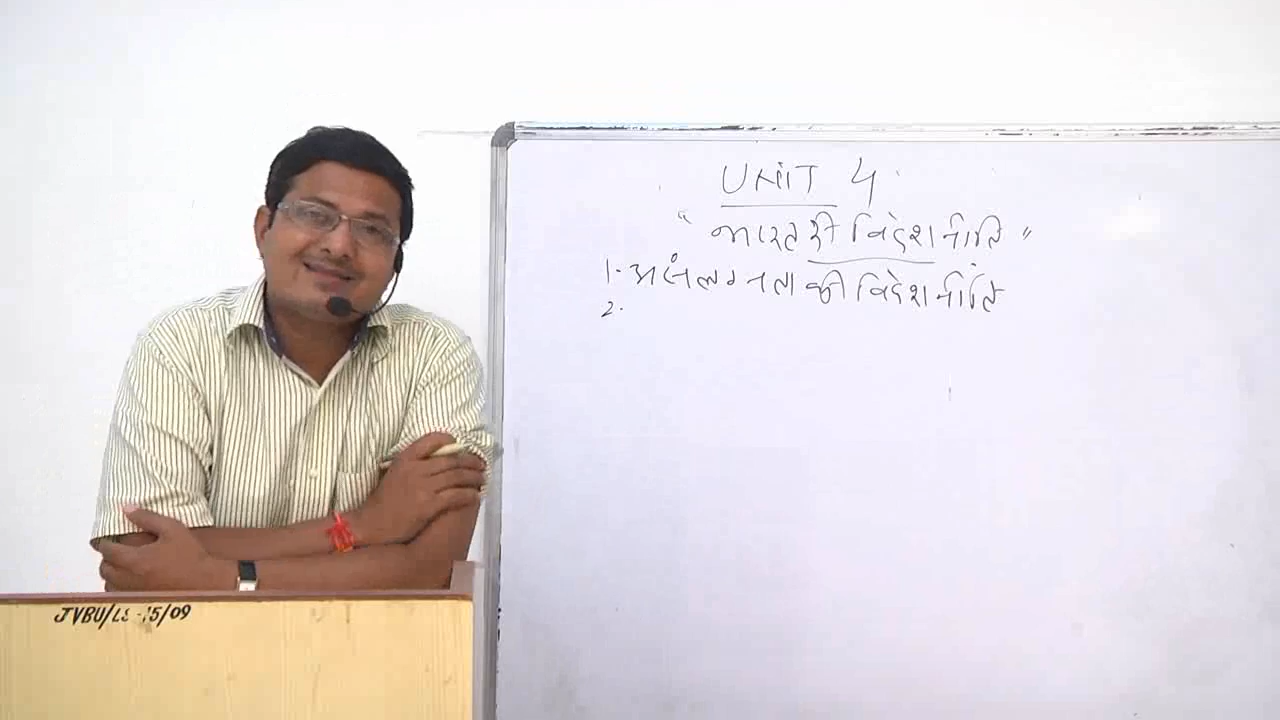 UNIT 4
" भारत की विदेश नीति "
1. असंलग्नता की विदेश नीति
2.
JVBU/LS-15/09